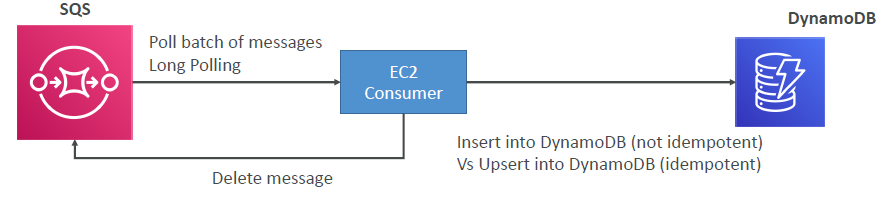 SQS
DynamoDB
Poll batch of messages
Long Polling
EC2
Consumer
Insert into DynamoDB (not idempotent)
Vs Upsert into DynamoDB (idempotent)
Delete message